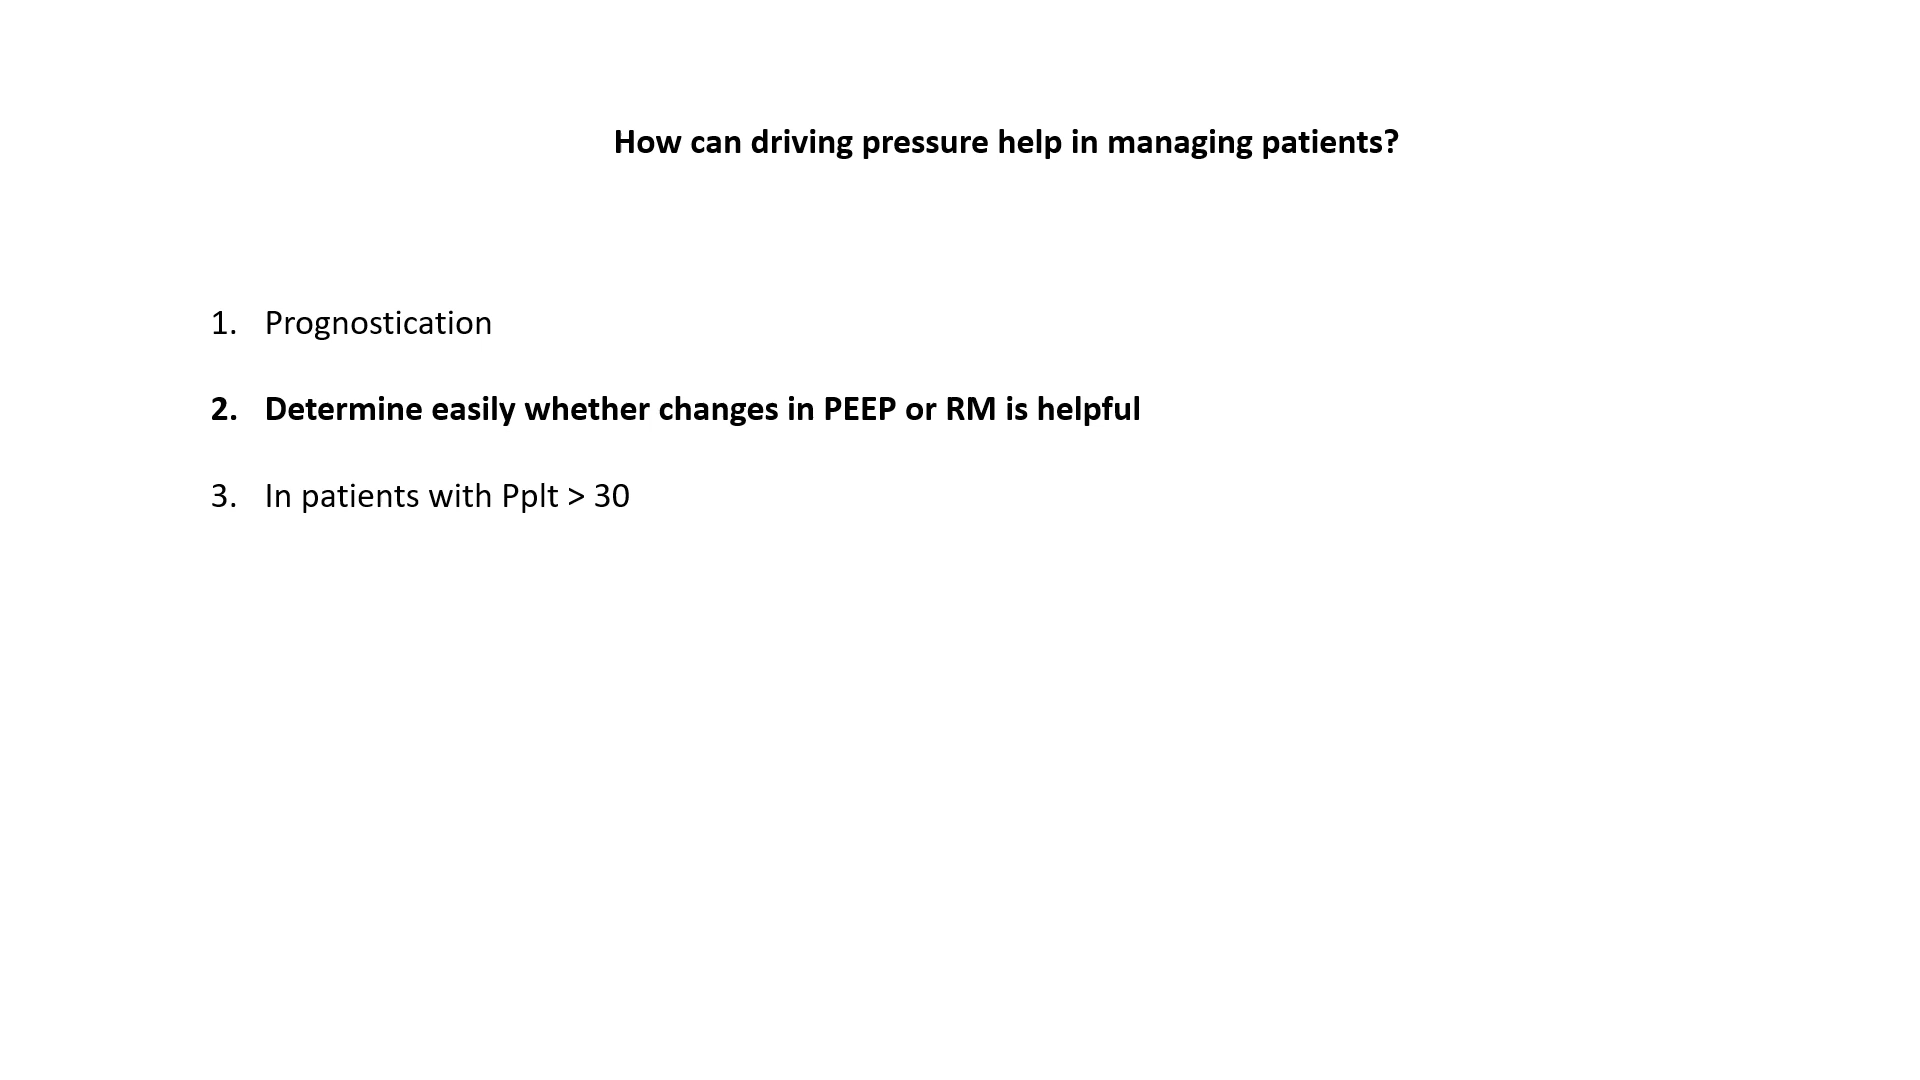 How can driving pressure help in managing patients?
1. Prognostication
2. Determine easily whether changes in PEEP or RM is helpful
3. In patients with Pplt > 30